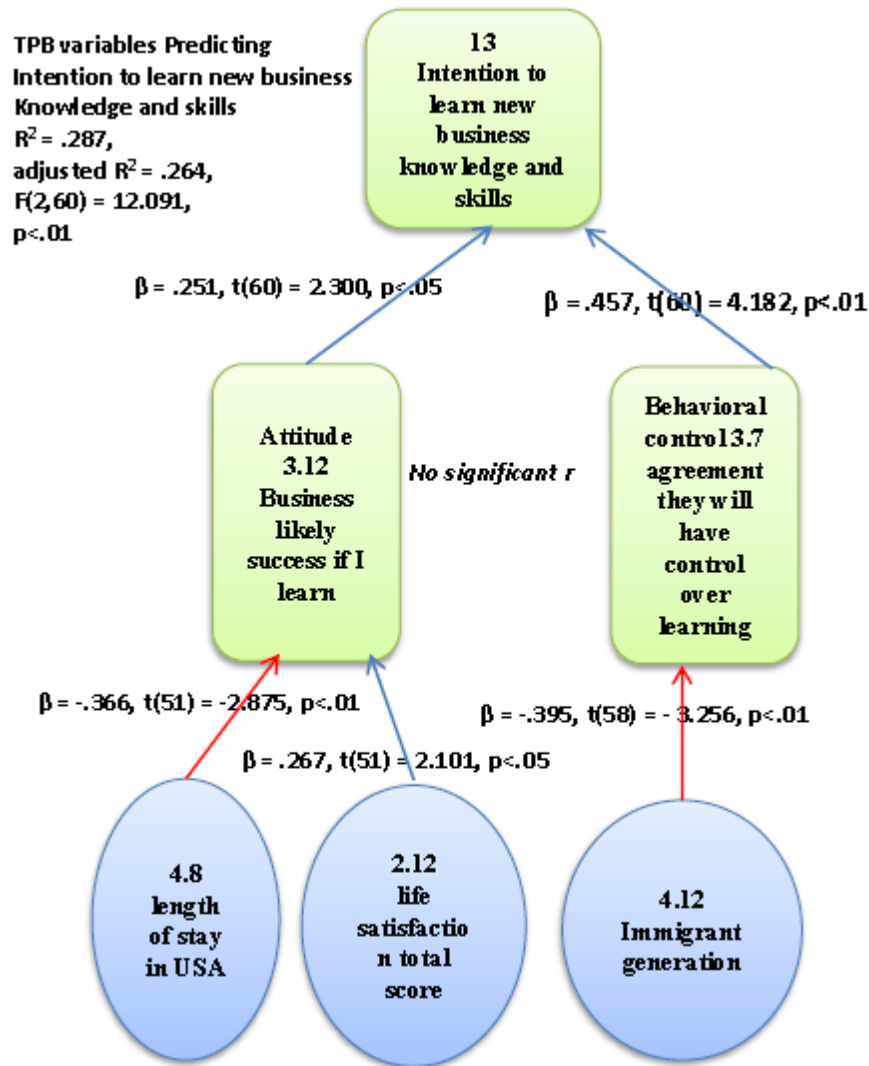 TPB variables Predicting
Intention to learn new business
Knowledge and skills
R² = .287,
adjusted R² = .264,
F(2,60) = 12.091,
p<.01
13
Intention to
learn new
business
knowledge and
skills
β = .251, t(60) = 2.300, p<.05
β = .457, t(60) = 4.182, p<.01
Attitude
3.12
Business
likely
success if I
learn
No significant r
Behavioral
control 3.7
agreement
they will
have
control
over
learning
β = -.366, t(51) = -2.875, p<.01
β = -.395, t(58) = - 3.256, p<.01
β = .267, t(51) = 2.101, p<.05
4.8
length
of stay
in USA
2.12
life
satisfactio
n total
score
4.12
Immigrant
generation